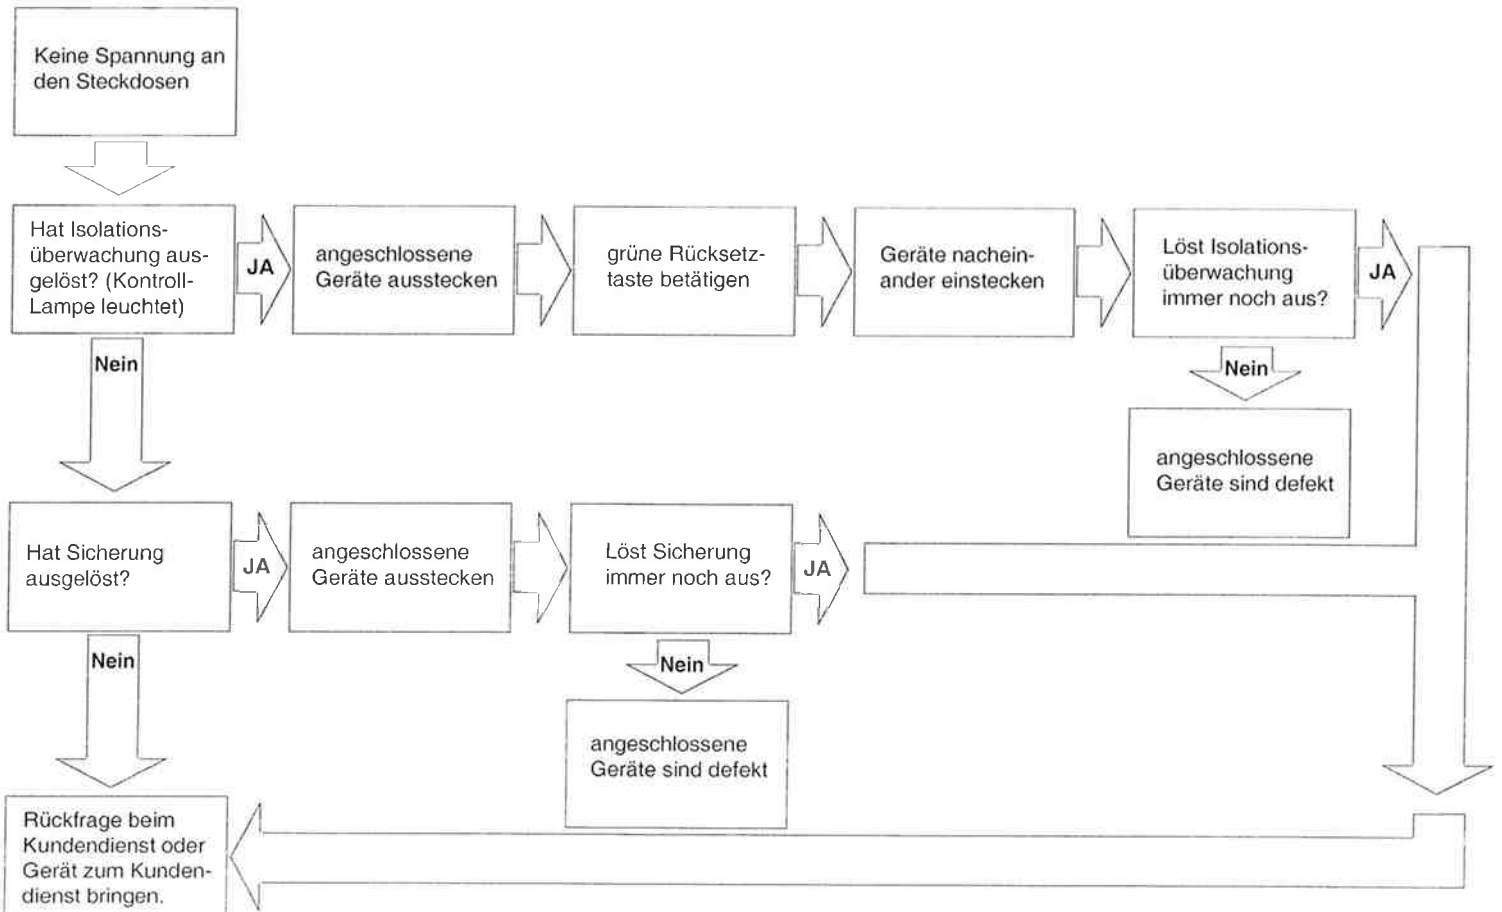 Keine Spannung an
den Steckdosen
Hat Isolations-
überwachung aus-
gelöst? (Kontroll-
Lampe leuchtet)
JA
angeschlossene
Geräte ausstecken
grüne Rücksetz-
taste betätigen
Geräte nachein-
ander einstecken
Löst Isolations-
überwachung
immer noch aus?
JA
Nein
Nein
angeschlossene
Geräte sind defekt
Hat Sicherung
ausgelöst?
JA
angeschlossene
Geräte ausstecken
Löst Sicherung
immer noch aus?
JA
Nein
Nein
angeschlossene
Geräte sind defekt
Rückfrage beim
Kundendienst oder
Gerät zum Kunden-
dienst bringen.